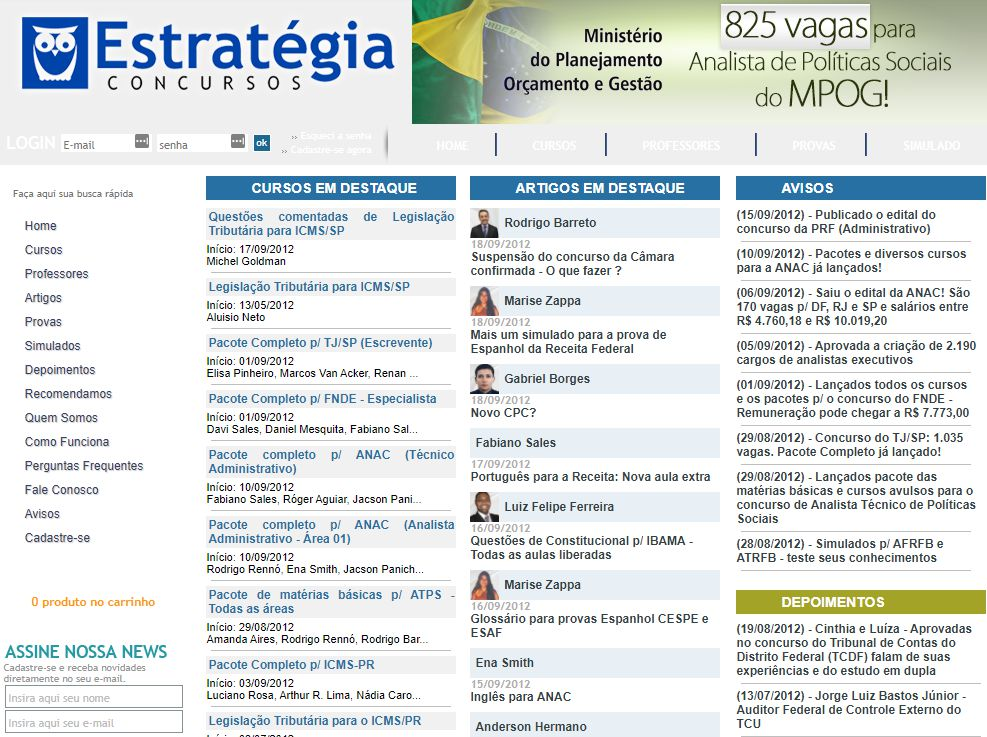 Estratégia
CONCURSOS
Ministério
do Planejamento
Orçamento e Gestão
825 vagas para
Analista de Políticas Sociais
do MPOG!
LOGIN
E-mail
senha
ok
›› Esqueci a senha
›› Cadastre-se agora
HOME
CURSOS
PROFESSORES
PROVAS
SIMULADO
Faça aqui sua busca rápida
Home
Cursos
Professores
Artigos
Provas
Simulados
Depoimentos
Recomendamos
Quem Somos
Como Funciona
Perguntas Frequentes
Fale Conosco
Avisos
Cadastre-se
0 produto no carrinho
ASSINE NOSSA NEWS
Cadastre-se e receba novidades
diretamente no seu e-mail.
Insira aqui seu nome
Insira aqui seu e-mail
CURSOS EM DESTAQUE
Questões comentadas de Legislação
Tributária para ICMS/SP
Início: 17/09/2012
Michel Goldman
Legislação Tributária para ICMS/SP
Início: 13/05/2012
Aluisio Neto
Pacote Completo p/ TJ/SP (Escrevente)
Início: 01/09/2012
Elisa Pinheiro, Marcos Van Acker, Renan ...
Pacote Completo p/ FNDE - Especialista
Início: 01/09/2012
Davi Sales, Daniel Mesquita, Fabiano Sal...
Pacote completo p/ ANAC (Técnico
Administrativo)
Início: 10/09/2012
Fabiano Sales, Róger Aguiar, Jacson Pani...
Pacote completo p/ ANAC (Analista
Administrativo - Área 01)
Início: 10/09/2012
Rodrigo Rennó, Ena Smith, Jacson Panich...
Pacote de matérias básicas p/ ATPS -
Todas as áreas
Início: 29/08/2012
Amanda Aires, Rodrigo Rennó, Rodrigo Bar...
Pacote Completo p/ ICMS-PR
Início: 03/09/2012
Luciano Rosa, Arthur R. Lima, Nádia Caro...
Legislação Tributária para o ICMS/PR
ARTIGOS EM DESTAQUE
Rodrigo Barreto
18/09/2012
Suspensão do concurso da Câmara
confirmada - O que fazer ?
Marise Zappa
18/09/2012
Mais um simulado para a prova de
Espanhol da Receita Federal
Gabriel Borges
18/09/2012
Novo CPC?
Fabiano Sales
17/09/2012
Português para a Receita: Nova aula extra
Luiz Felipe Ferreira
16/09/2012
Questões de Constitucional p/ IBAMA -
Todas as aulas liberadas
Marise Zappa
16/09/2012
Glossário para provas Espanhol CESPE e
ESAF
Ena Smith
15/09/2012
Inglês para ANAC
Anderson Hermano
AVISOS
(15/09/2012) - Publicado o edital do
concurso da PRF (Administrativo)
(10/09/2012) - Pacotes e diversos cursos
para a ANAC já lançados!
(06/09/2012) - Saiu o edital da ANAC! São
170 vagas p/ DF, RJ e SP e salários entre
R$ 4.760,18 e R$ 10.019,20
(05/09/2012) - Aprovada a criação de 2.190
cargos de analistas executivos
(01/09/2012) - Lançados todos os cursos
e os pacotes p/ o concurso do FNDE -
Remuneração pode chegar a R$ 7.773,00
(29/08/2012) - Concurso do TJ/SP: 1.035
vagas. Pacote Completo já lançado!
(29/08/2012) - Lançados pacote das
matérias básicas e cursos avulsos para o
concurso de Analista Técnico de Políticas
Sociais
(28/08/2012) - Simulados p/ AFRFB e
ATRFB - teste seus conhecimentos
DEPOIMENTOS
(19/08/2012) - Cinthia e Luíza - Aprovadas
no concurso do Tribunal de Contas do
Distrito Federal (TCDF) falam de suas
experiências e do estudo em dupla
(13/07/2012) - Jorge Luiz Bastos Júnior -
Auditor Federal de Controle Externo do
TCU